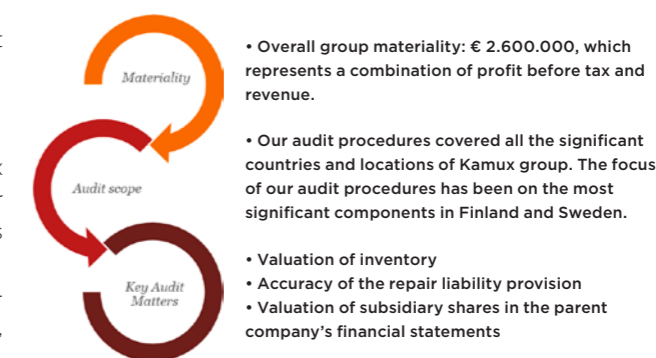 Materiality
• Overall group materiality: € 2.600.000, which
represents a combination of profit before tax and
revenue.
Audit scope
• Our audit procedures covered all the significant
countries and locations of Kamux group. The focus
of our audit procedures has been on the most
significant components in Finland and Sweden.
Key Audit
Matters
• Valuation of inventory
• Accuracy of the repair liability provision
• Valuation of subsidiary shares in the parent
company’s financial statements